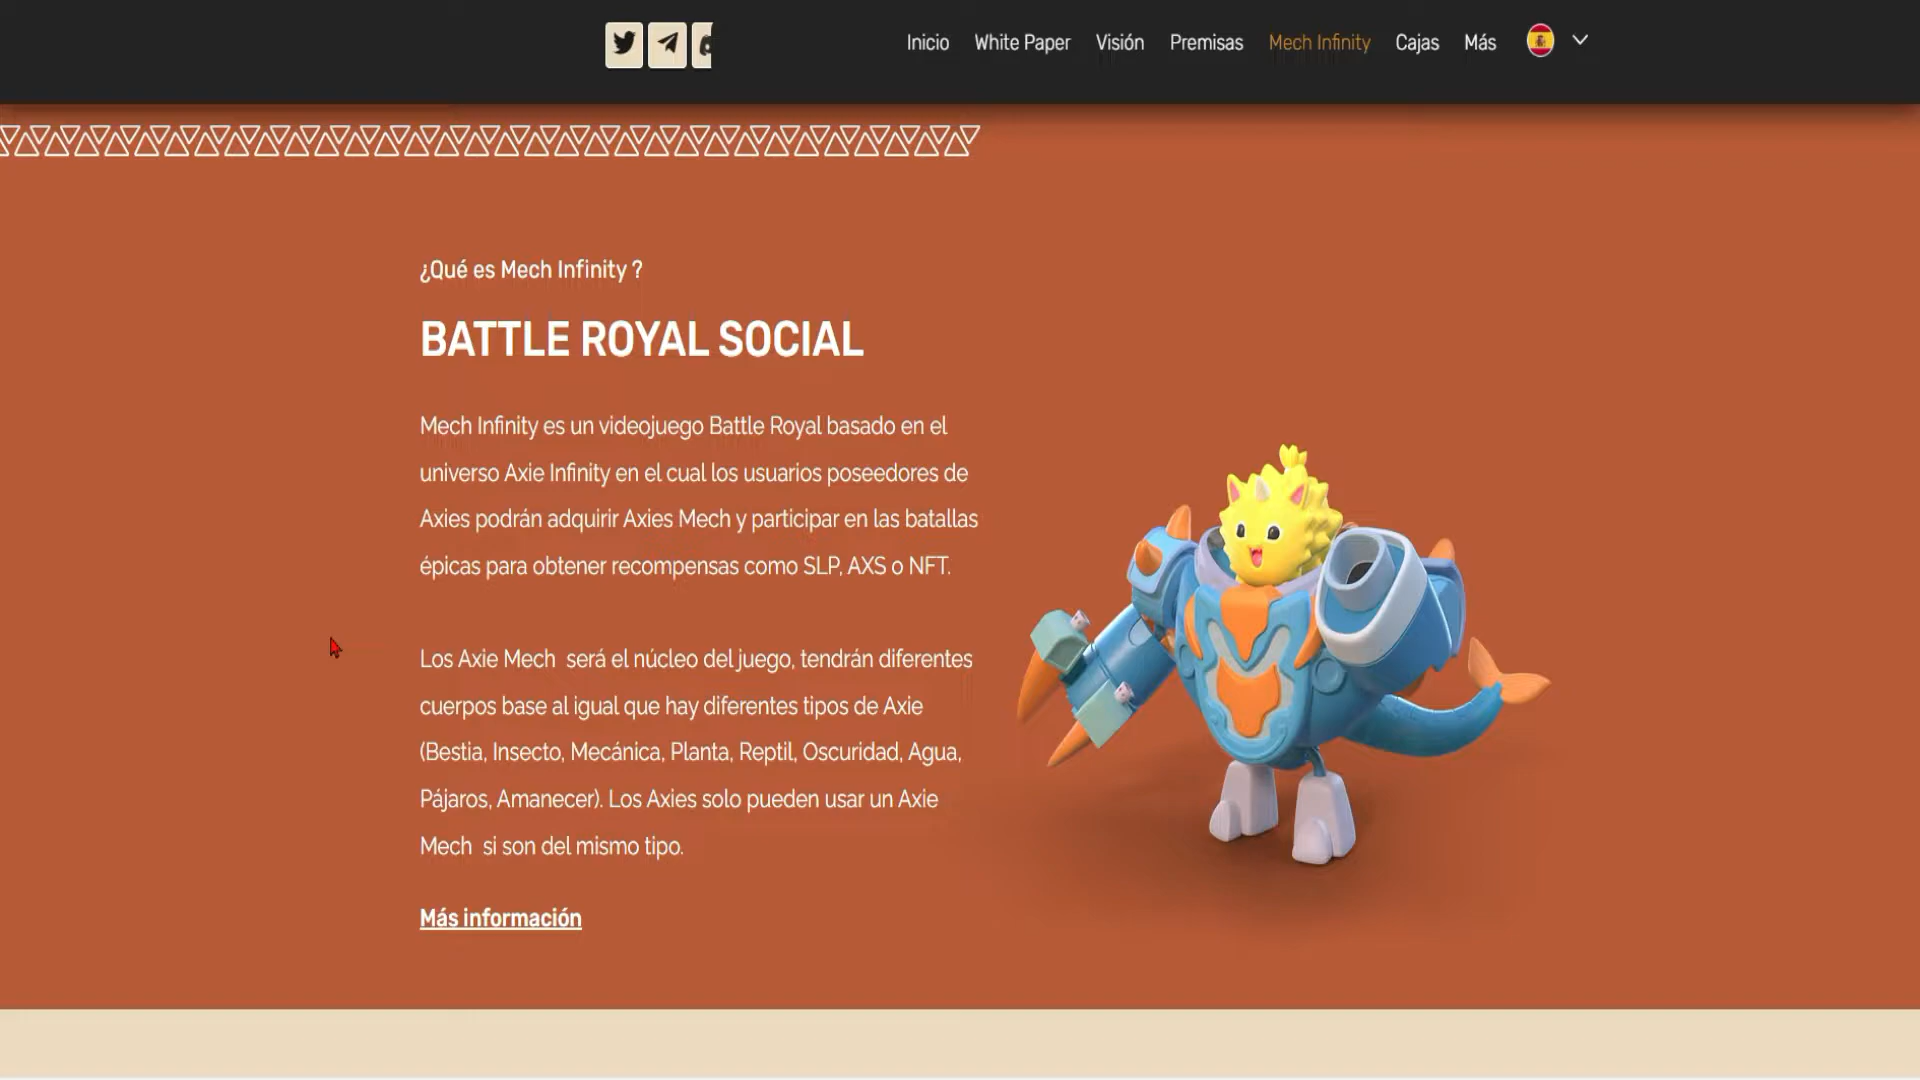 Inicio White Paper Visión Premisas Mech Infinity Cajas Más
¿Qué es Mech Infinity ?
BATTLE ROYAL SOCIAL
Mech Infinity es un videojuego Battle Royal basado en el
universo Axie Infinity en el cual los usuarios poseedores de
Axies podrán adquirir Axies Mech y participar en las batallas
épicas para obtener recompensas como SLP, AXS o NFT.
Los Axie Mech será el núcleo del juego, tendrán diferentes
cuerpos base al igual que hay diferentes tipos de Axie
(Bestia, Insecto, Mecánica, Planta, Reptil, Oscuridad, Agua,
Pájaros, Amanecer). Los Axies solo pueden usar un Axie
Mech si son del mismo tipo.
Más información